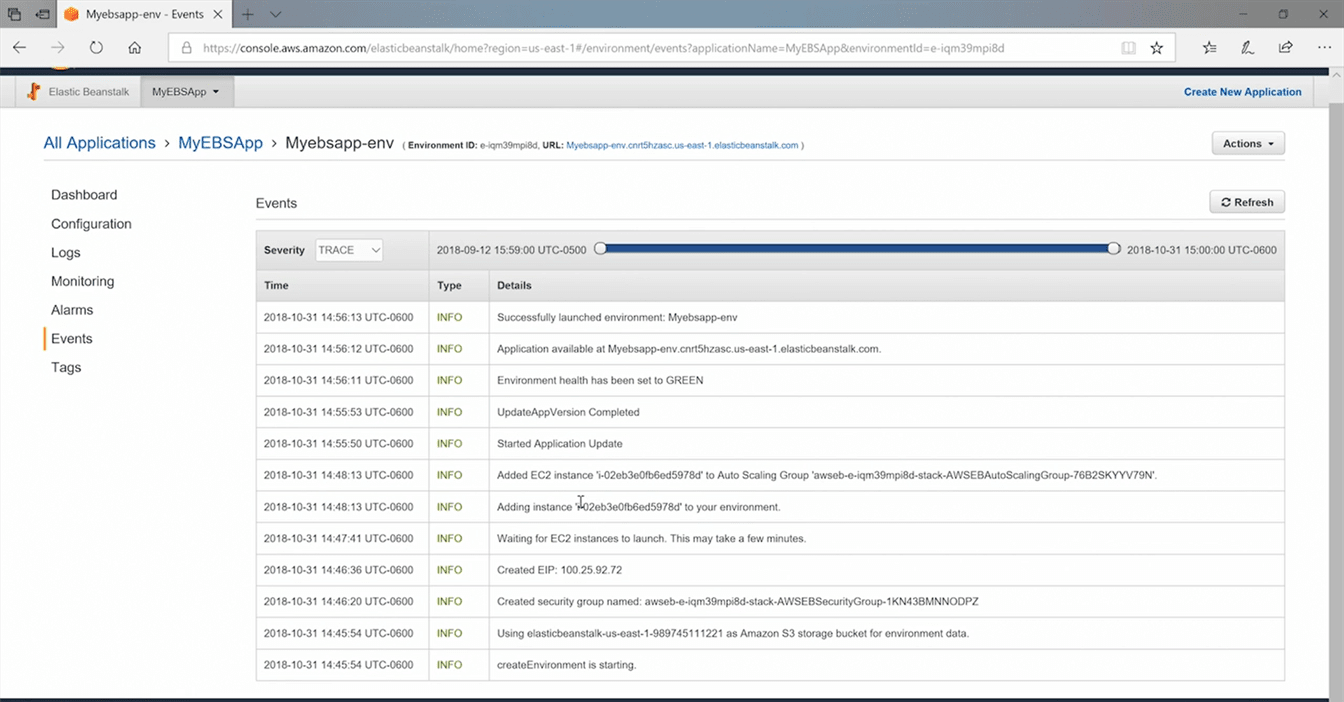 Myebsapp-env - Events
https://console.aws.amazon.com/elasticbeanstalk/home?region=us-east-1#/environment/events?applicationName=MyEBSApp&environmentId=e-iqm39mpi8d
Elastic Beanstalk MyEBSApp Create New Application
All Applications > MyEBSApp > Myebsapp-env ( Environment ID: e-iqm39mpi8d, URL: Myebsapp-env.cnrt5hzasc.us-east-1.elasticbeanstalk.com )
Actions
Dashboard
Configuration
Logs
Monitoring
Alarms
Events
Tags
Events
Refresh
Severity TRACE 2018-09-12 15:59:00 UTC-0500 2018-10-31 15:00:00 UTC-0600
Time Type Details
2018-10-31 14:56:13 UTC-0600 INFO Successfully launched environment: Myebsapp-env
2018-10-31 14:56:12 UTC-0600 INFO Application available at Myebsapp-env.cnrt5hzasc.us-east-1.elasticbeanstalk.com.
2018-10-31 14:56:11 UTC-0600 INFO Environment health has been set to GREEN
2018-10-31 14:55:53 UTC-0600 INFO UpdateAppVersion Completed
2018-10-31 14:55:50 UTC-0600 INFO Started Application Update
2018-10-31 14:48:13 UTC-0600 INFO Added EC2 instance 'i-02eb3e0fb6ed5978d' to Auto Scaling Group 'awseb-e-iqm39mpi8d-stack-AWSEBAutoScalingGroup-76B2SKYYV79N'.
2018-10-31 14:48:13 UTC-0600 INFO Adding instance 'i-02eb3e0fb6ed5978d' to your environment.
2018-10-31 14:47:41 UTC-0600 INFO Waiting for EC2 instances to launch. This may take a few minutes.
2018-10-31 14:46:36 UTC-0600 INFO Created EIP: 100.25.92.72
2018-10-31 14:46:20 UTC-0600 INFO Created security group named: awseb-e-iqm39mpi8d-stack-AWSEBSecurityGroup-1KN43BMNNODPZ
2018-10-31 14:45:54 UTC-0600 INFO Using elasticbeanstalk-us-east-1-989745111221 as Amazon S3 storage bucket for environment data.
2018-10-31 14:45:54 UTC-0600 INFO createEnvironment is starting.